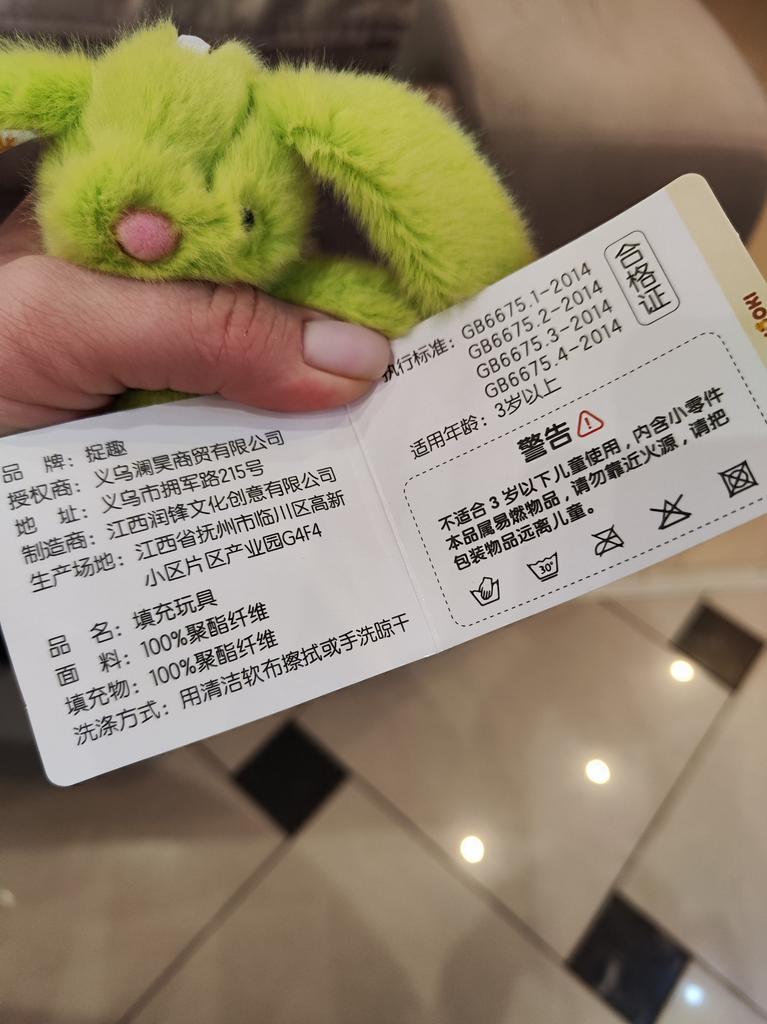 品 牌：捉趣
授权商：义乌澜昊商贸有限公司
地 址：义乌市拥军路215号
制造商：江西润锋文化创意有限公司
生产场地：江西省抚州市临川区高新
小区片区产业园G4F4
品 名：填充玩具
面 料：100%聚酯纤维
填充物：100%聚酯纤维
洗涤方式：用清洁软布擦拭或手洗晾干
合格证
执行标准：GB6675.1-2014
GB6675.2-2014
GB6675.3-2014
GB6675.4-2014
适用年龄：3岁以上
警告
不适合3岁以下儿童使用，内含小零件
本品属易燃物品，请勿靠近火源，请把
包装物品远离儿童。
30°